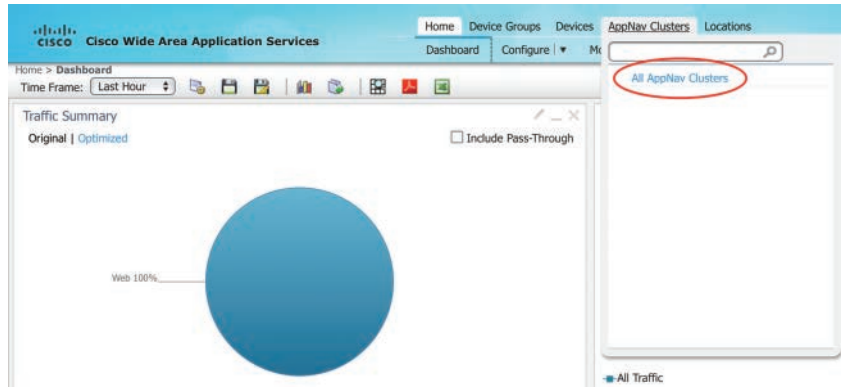 Home Device Groups Devices AppNav Clusters Locations
CISCO Cisco Wide Area Application Services
Dashboard Configure
All AppNav Clusters
Home > Dashboard
Time Frame: Last Hour
Traffic Summary
Original | Optimized
Include Pass-Through
Web 100%
All Traffic